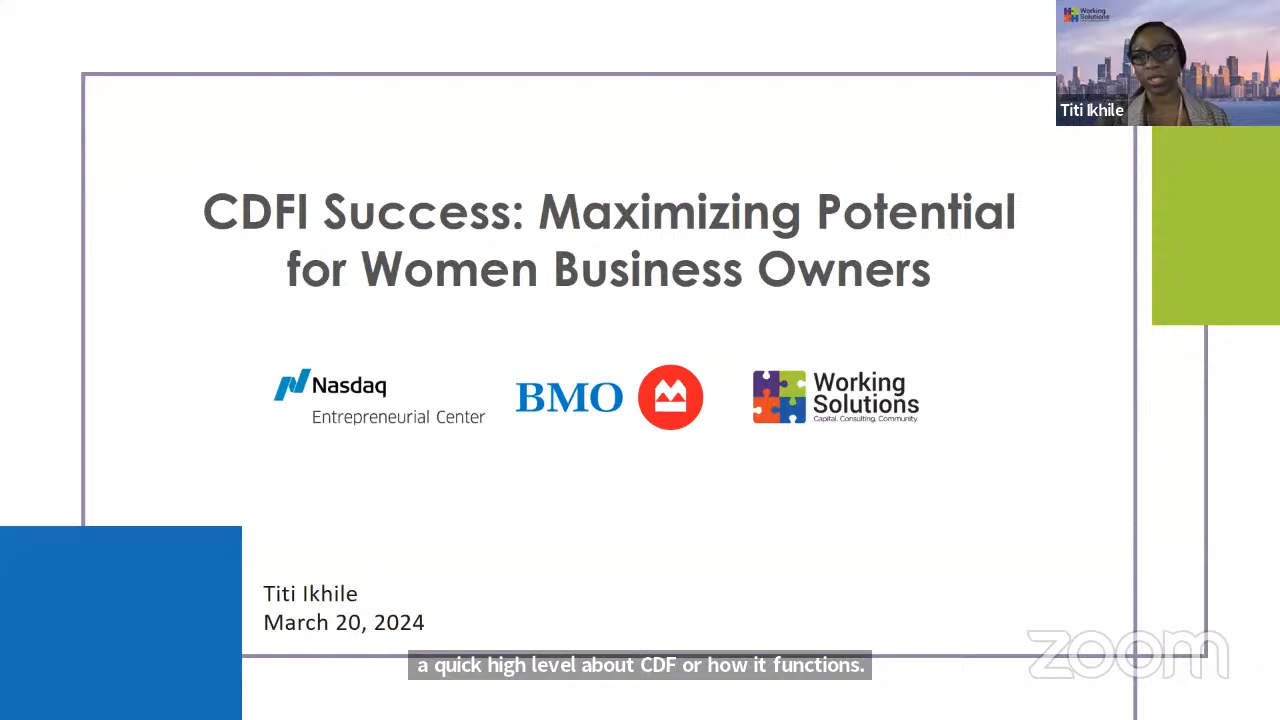 Working
Solutions
Titi Ikhile
CDFI Success: Maximizing Potential
for Women Business Owners
Nasdaq
Entrepreneurial Center
BMO
Working
Solutions
Capital. Consulting. Community.
Titi Ikhile
March 20, 2024
zoom
a quick high level about CDF or how it functions.